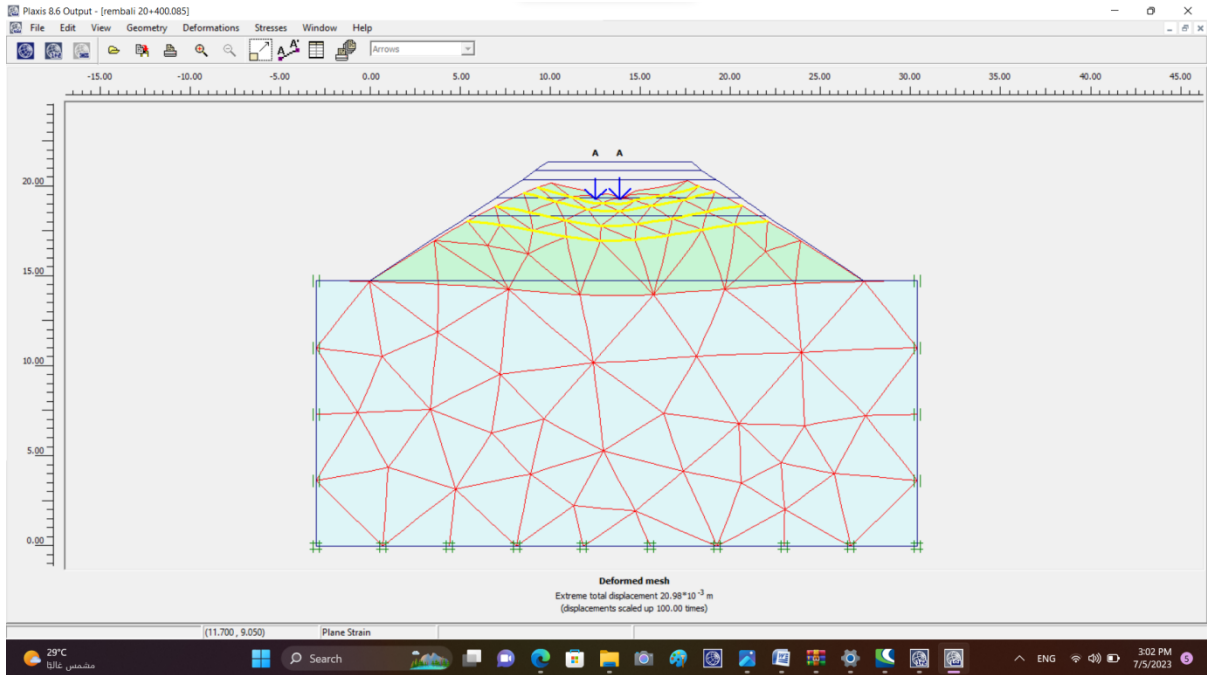 Plaxis 8.6 Output - [rembali 20+400.085]
File Edit View Geometry Deformations Stresses Window Help
Arrows
-15.00 -10.00 -5.00 0.00 5.00 10.00 15.00 20.00 25.00 30.00 35.00 40.00 45.00
A A
20.00
15.00
10.00
5.00
0.00
Deformed mesh
Extreme total displacement 20.98*10 -3 m
(displacements scaled up 100.00 times)
(11.700 , 9.050) Plane Strain
29°C
مشمس غالبًا
Search
ENG
3:02 PM
7/5/2023
5